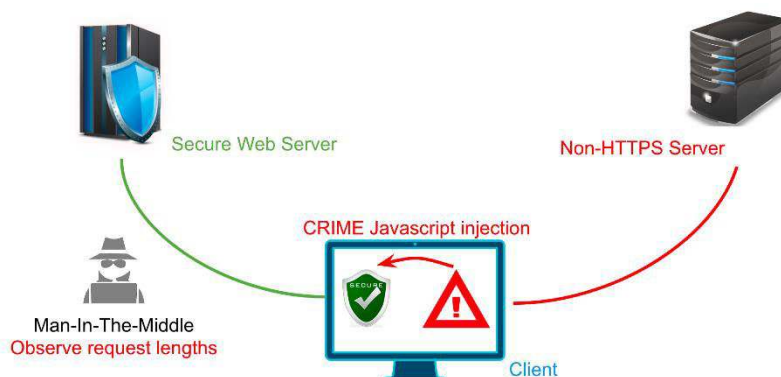 Secure Web Server
Non-HTTPS Server
CRIME Javascript injection
SECURE
Man-In-The-Middle
Observe request lengths
Client